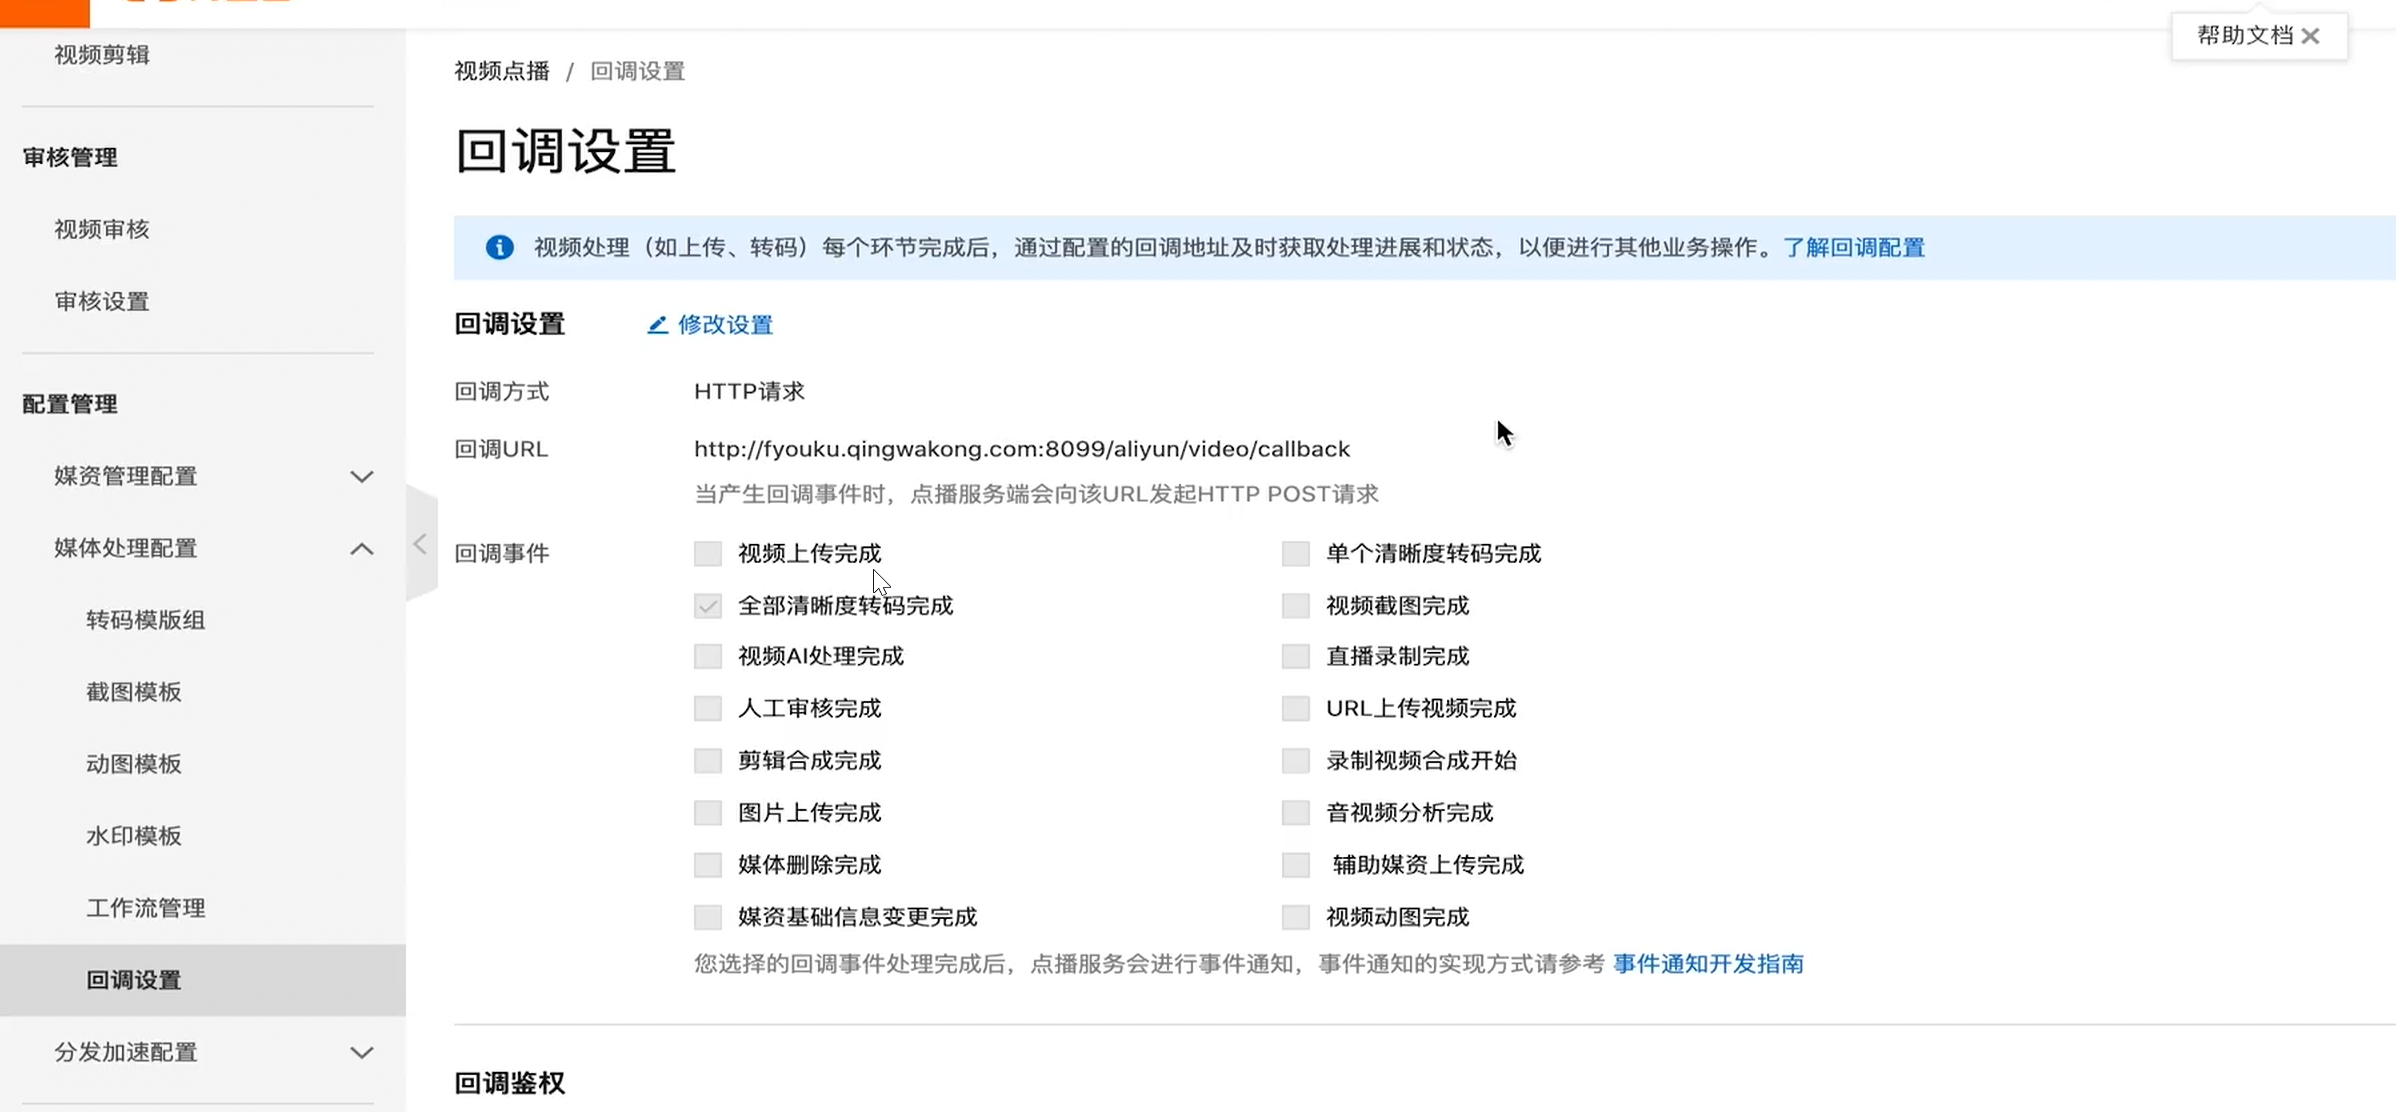 帮助文档
视频剪辑
审核管理
视频审核
审核设置
配置管理
媒资管理配置
媒体处理配置
转码模版组
截图模板
动图模板
水印模板
工作流管理
回调设置
分发加速配置
视频点播 / 回调设置
回调设置
视频处理（如上传、转码）每个环节完成后，通过配置的回调地址及时获取处理进展和状态，以便进行其他业务操作。了解回调配置
回调设置 修改设置
回调方式 HTTP请求
回调URL http://fyouku.qingwakong.com:8099/aliyun/video/callback
当产生回调事件时，点播服务端会向该URL发起HTTP POST请求
回调事件 视频上传完成 单个清晰度转码完成
全部清晰度转码完成 视频截图完成
视频AI处理完成 直播录制完成
人工审核完成 URL上传视频完成
剪辑合成完成 录制视频合成开始
图片上传完成 音视频分析完成
媒体删除完成 辅助媒资上传完成
媒资基础信息变更完成 视频动图完成
您选择的回调事件处理完成后，点播服务会进行事件通知，事件通知的实现方式请参考 事件通知开发指南
回调鉴权